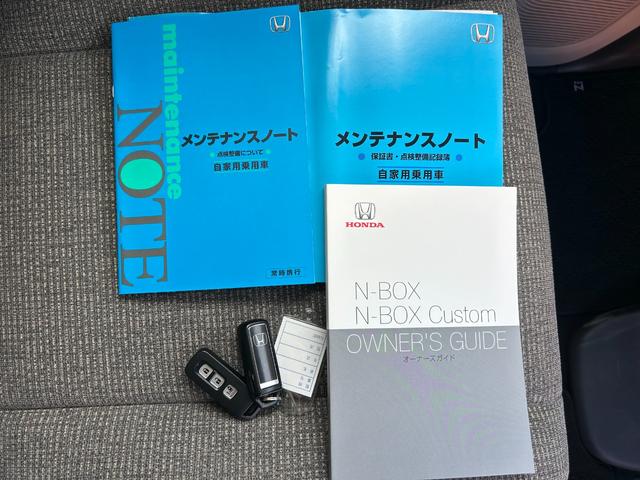 maintenance
NOTE
メンテナンスノート
点検整備について
自家用乗用車
常時携行
メンテナンスノート
保証書・点検整備記録簿
自家用乗用車
HONDA
N-BOX
N-BOX Custom
OWNER'S GUIDE
オーナーズガイド